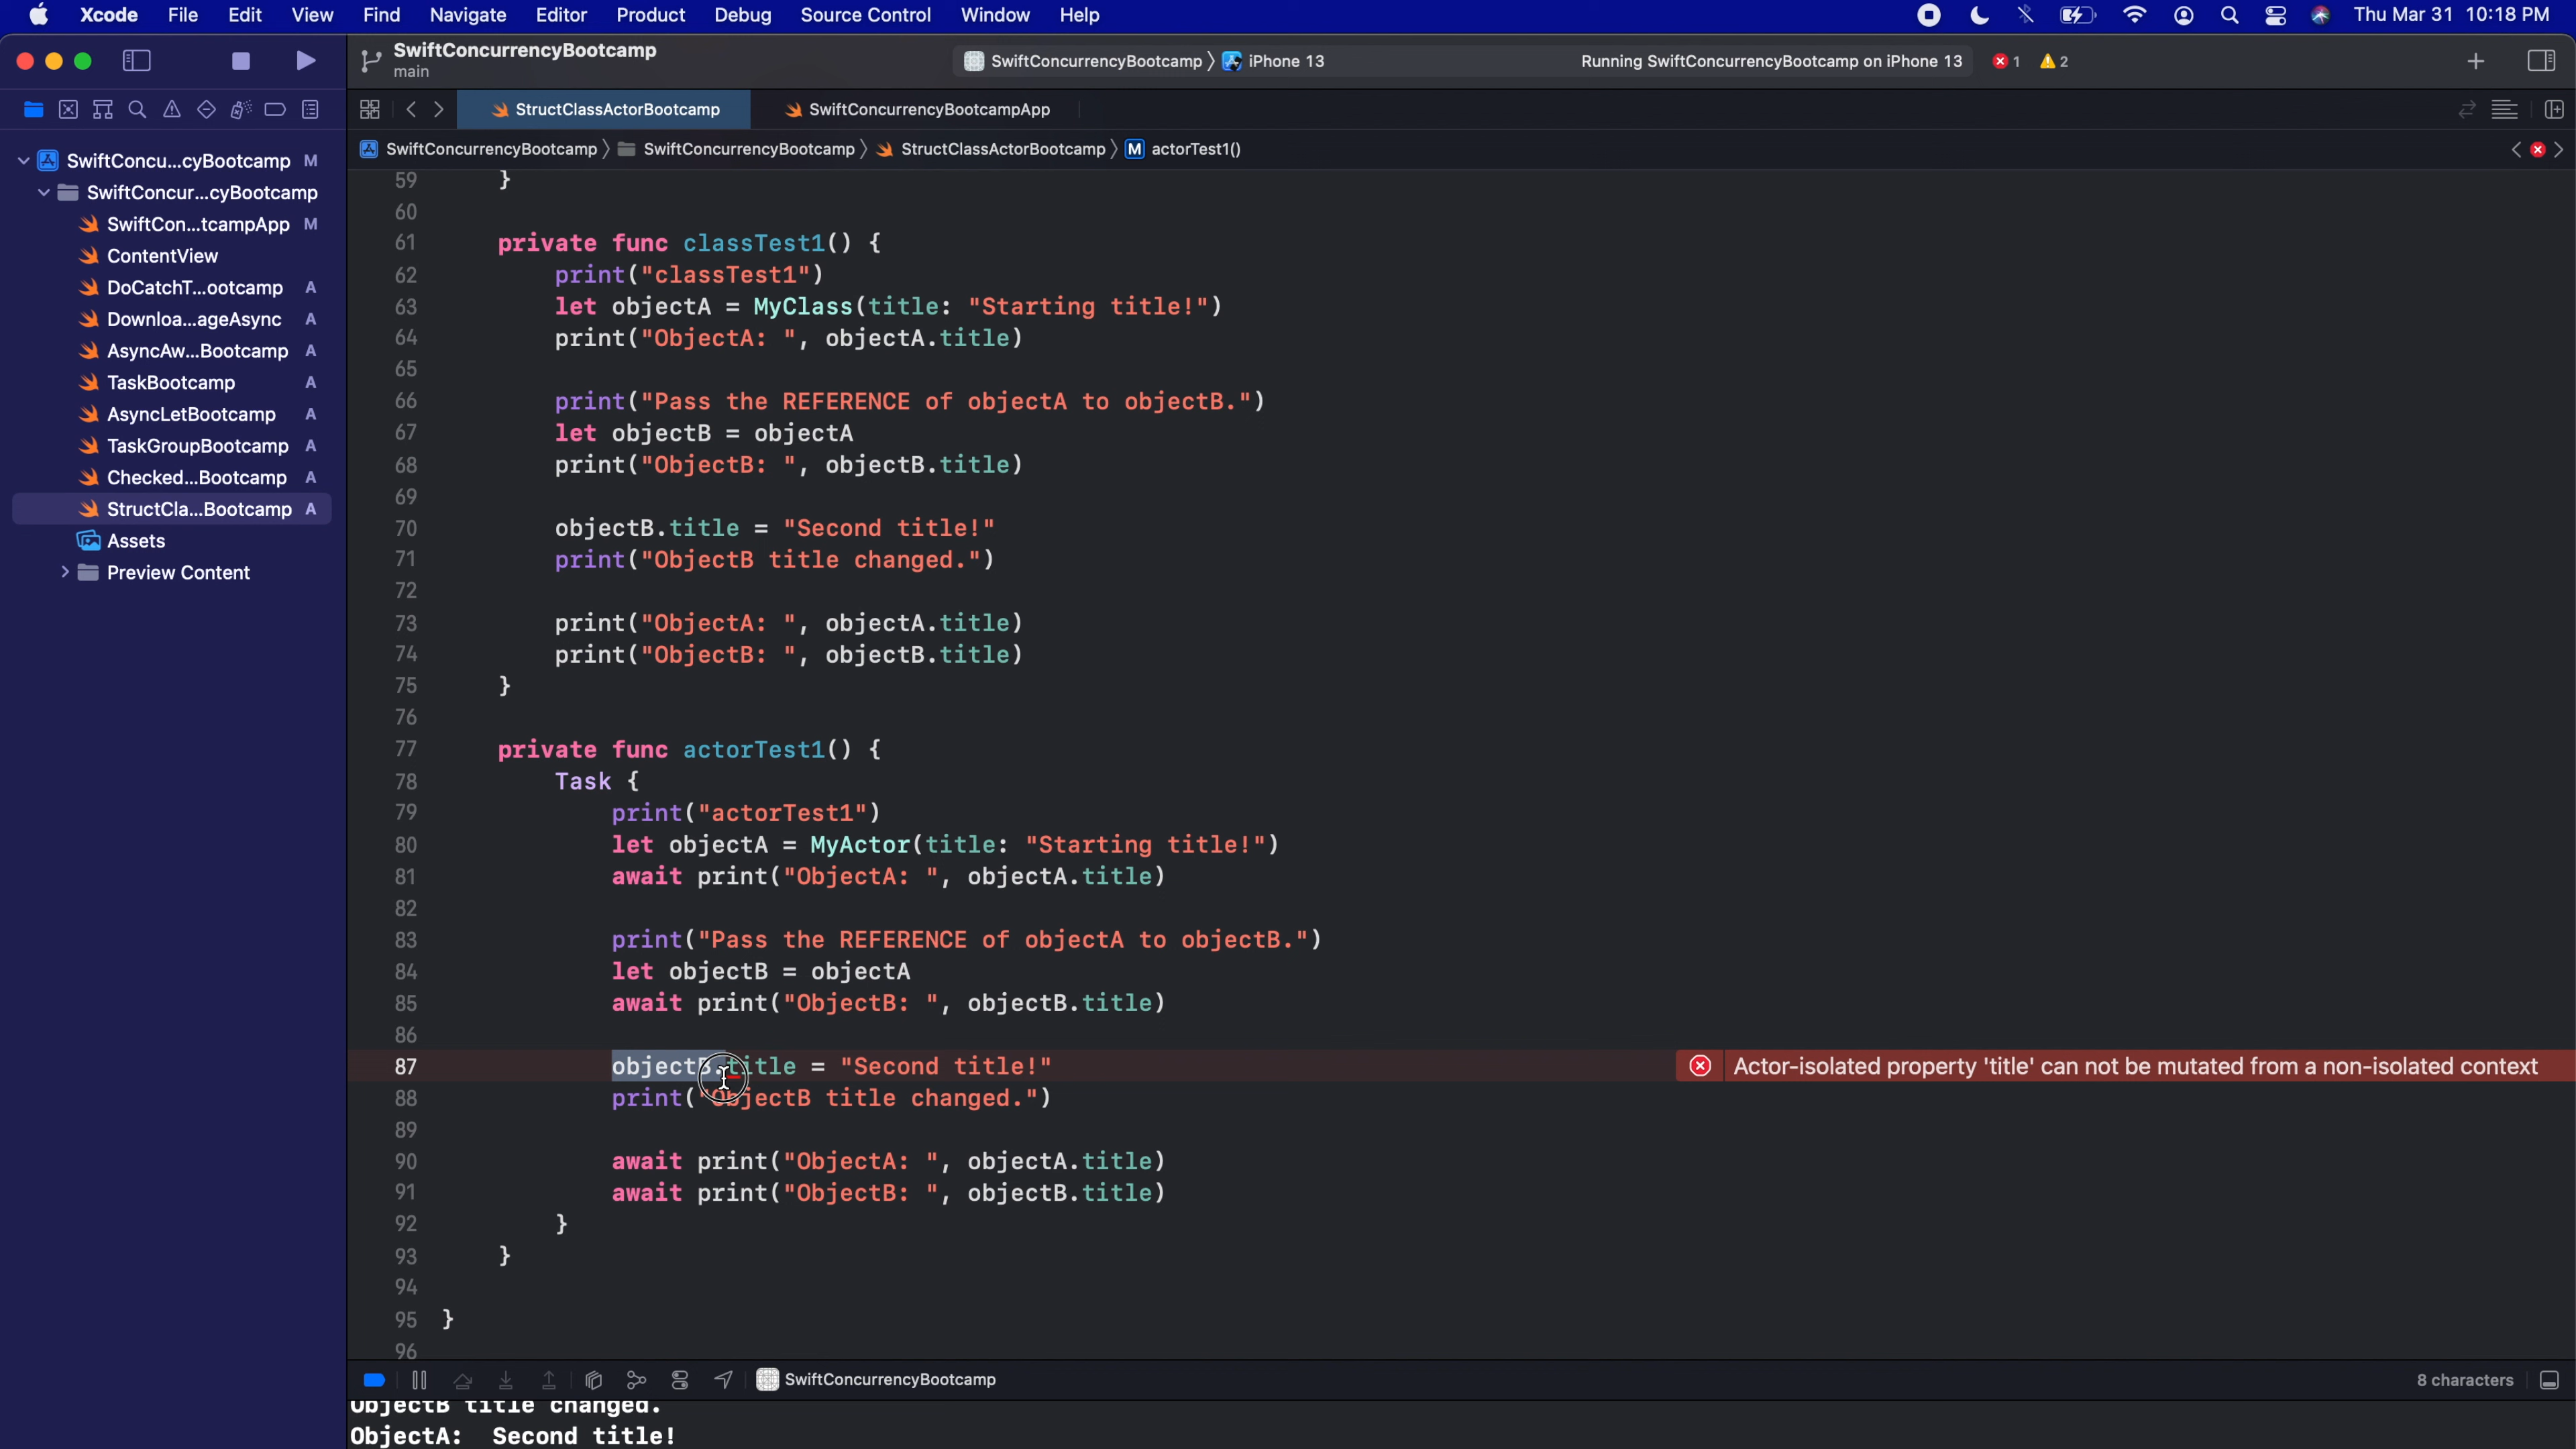 Xcode File Edit View Find Navigate Editor Product Debug Source Control Window Help Thu Mar 31 10:18 PM
SwiftConcurrencyBootcamp
main
SwiftConcurrencyBootcamp iPhone 13 Running SwiftConcurrencyBootcamp on iPhone 13 1 2
StructClassActorBootcamp SwiftConcurrencyBootcampApp
SwiftConcurrencyBootcamp SwiftConcurrencyBootcamp StructClassActorBootcamp M actorTest1()
SwiftConcu...cyBootcamp M
SwiftConcur...cyBootcamp
SwiftCon...tcampApp M
ContentView
DoCatchT...ootcamp A
Downloa...ageAsync A
AsyncAw...Bootcamp A
TaskBootcamp A
AsyncLetBootcamp A
TaskGroupBootcamp A
Checked...Bootcamp A
StructCla...Bootcamp A
Assets
Preview Content
59 }
60
61 private func classTest1() {
62 print("classTest1")
63 let objectA = MyClass(title: "Starting title!")
64 print("ObjectA: ", objectA.title)
65
66 print("Pass the REFERENCE of objectA to objectB.")
67 let objectB = objectA
68 print("ObjectB: ", objectB.title)
69
70 objectB.title = "Second title!"
71 print("ObjectB title changed.")
72
73 print("ObjectA: ", objectA.title)
74 print("ObjectB: ", objectB.title)
75 }
76
77 private func actorTest1() {
78 Task {
79 print("actorTest1")
80 let objectA = MyActor(title: "Starting title!")
81 await print("ObjectA: ", objectA.title)
82
83 print("Pass the REFERENCE of objectA to objectB.")
84 let objectB = objectA
85 await print("ObjectB: ", objectB.title)
86
87 objectB.title = "Second title!" Actor-isolated property 'title' can not be mutated from a non-isolated context
88 print("ObjectB title changed.")
89
90 await print("ObjectA: ", objectA.title)
91 await print("ObjectB: ", objectB.title)
92 }
93 }
94
95 }
96
SwiftConcurrencyBootcamp 8 characters
ObjectB title changed.
ObjectA: Second title!